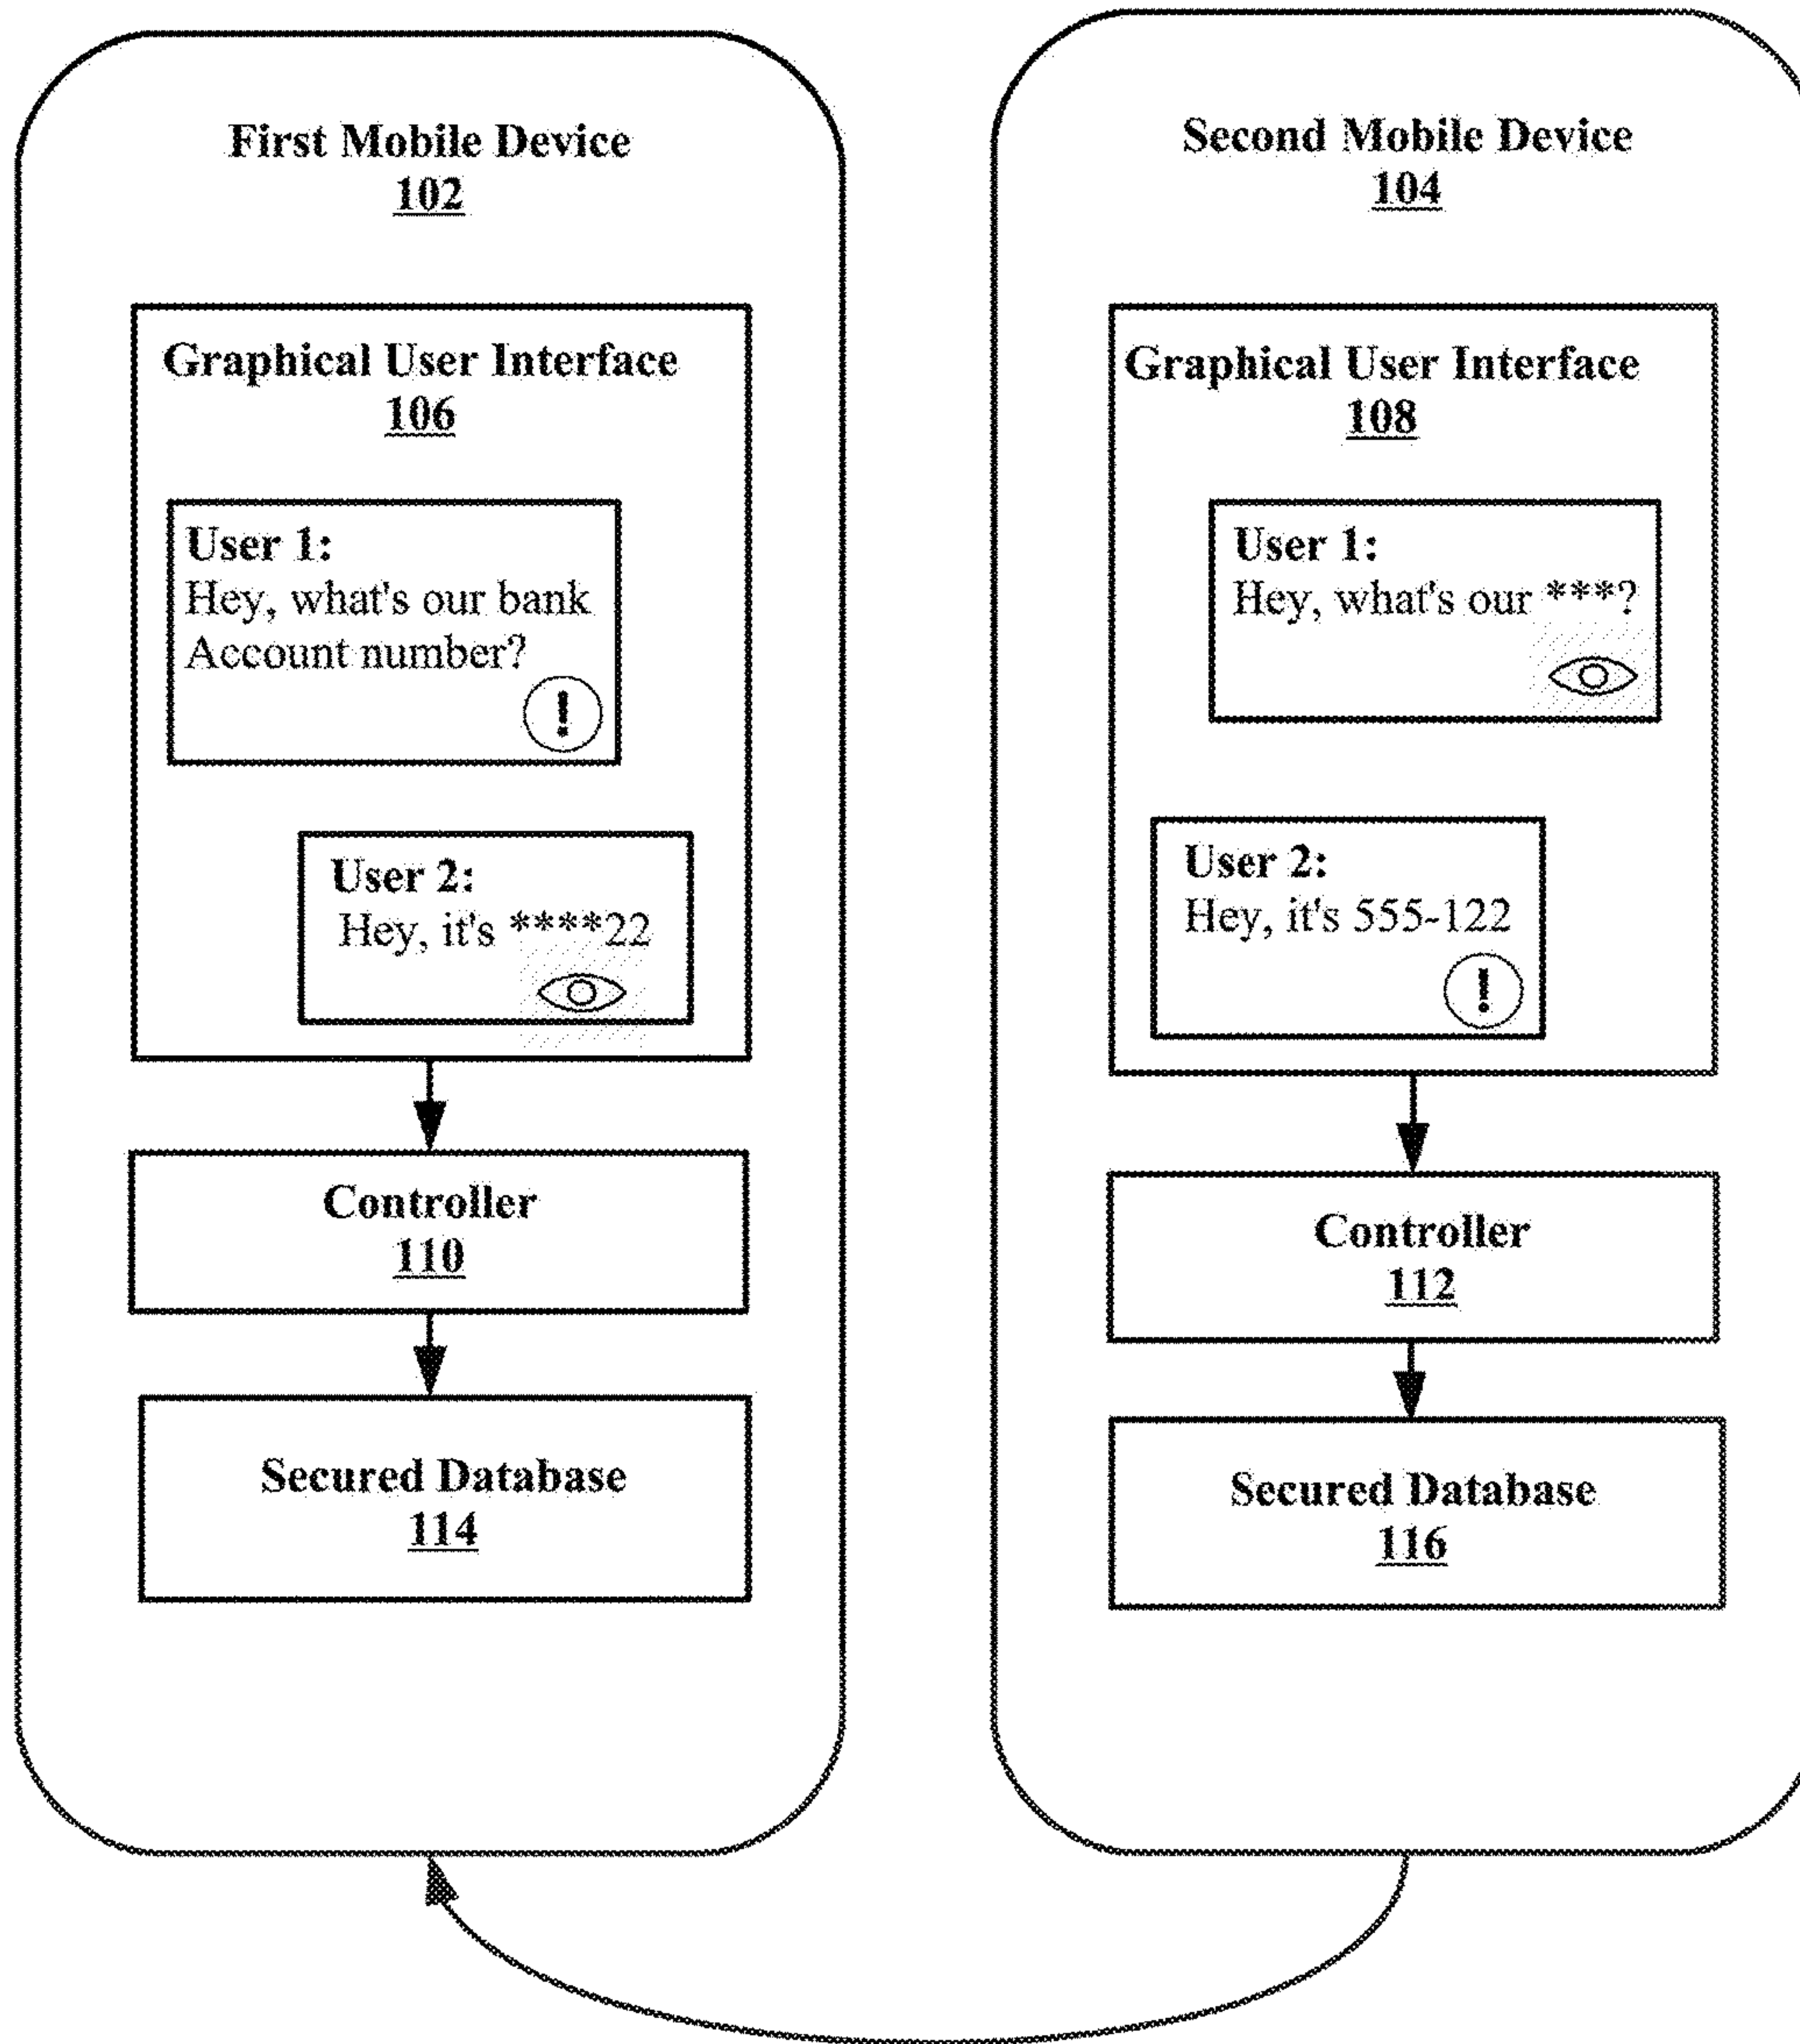 First Mobile Device
102
Graphical User Interface
106
User 1:
Hey, what's our bank
Account number?
!
User 2:
Hey, it's ****22
Controller
110
Secured Database
114
Second Mobile Device
104
Graphical User Interface
108
User 1:
Hey, what's our ***?
User 2:
Hey, it's 555-122
!
Controller
112
Secured Database
116